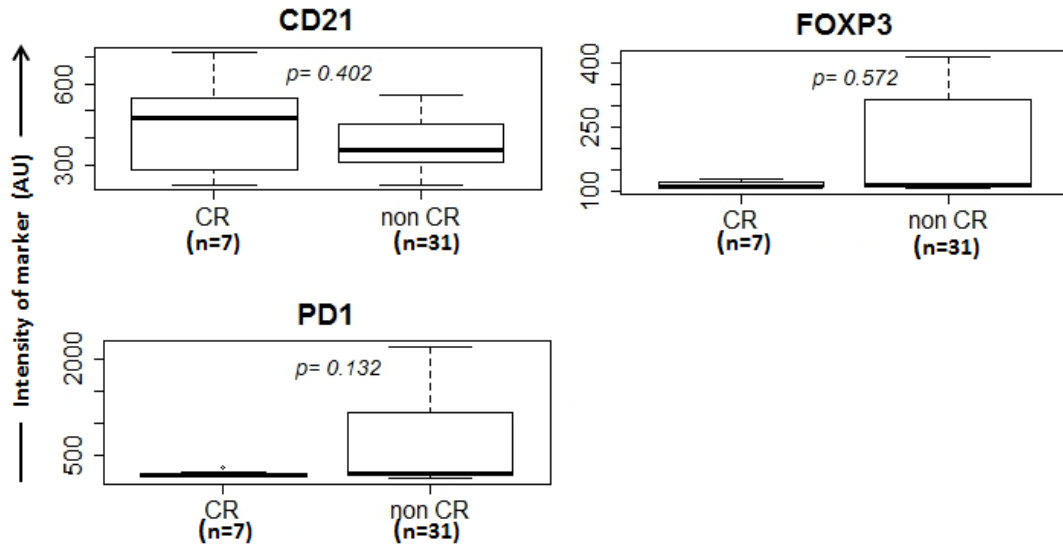 CD21
600
300
p= 0.402
CR
(n=7)
non CR
(n=31)
FOXP3
400
250
100
p= 0.572
CR
(n=7)
non CR
(n=31)
Intensity of marker (AU)
PD1
2000
500
p= 0.132
CR
(n=7)
non CR
(n=31)